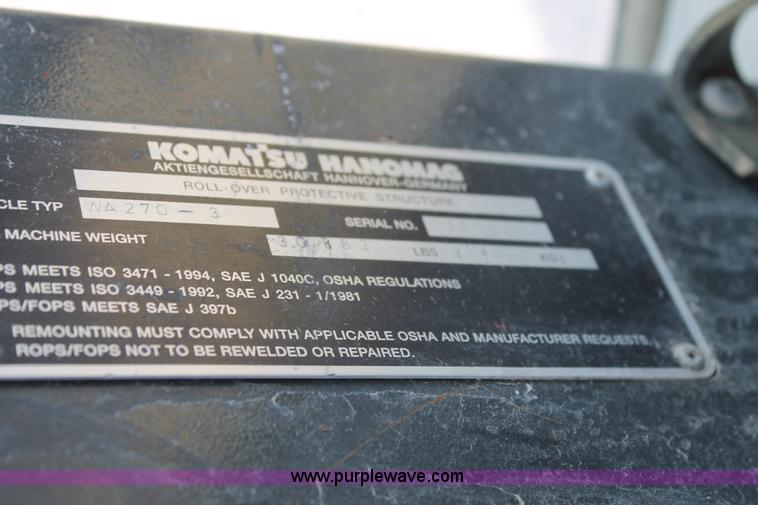 KOMATSU HANOMAG
AKTIENGESELLSCHAFT HANNOVER-GERMANY
ROLL-OVER PROTECTIVE STRUCTURE
CLE TYP WA270-3 SERIAL NO.
MACHINE WEIGHT LBS ( KG)
PS MEETS ISO 3471 - 1994, SAE J 1040C, OSHA REGULATIONS
PS MEETS ISO 3449 - 1992, SAE J 231 - 1/1981
PS/FOPS MEETS SAE J 397b
REMOUNTING MUST COMPLY WITH APPLICABLE OSHA AND MANUFACTURER REQUESTS.
ROPS/FOPS NOT TO BE REWELDED OR REPAIRED.
www.purplewave.com